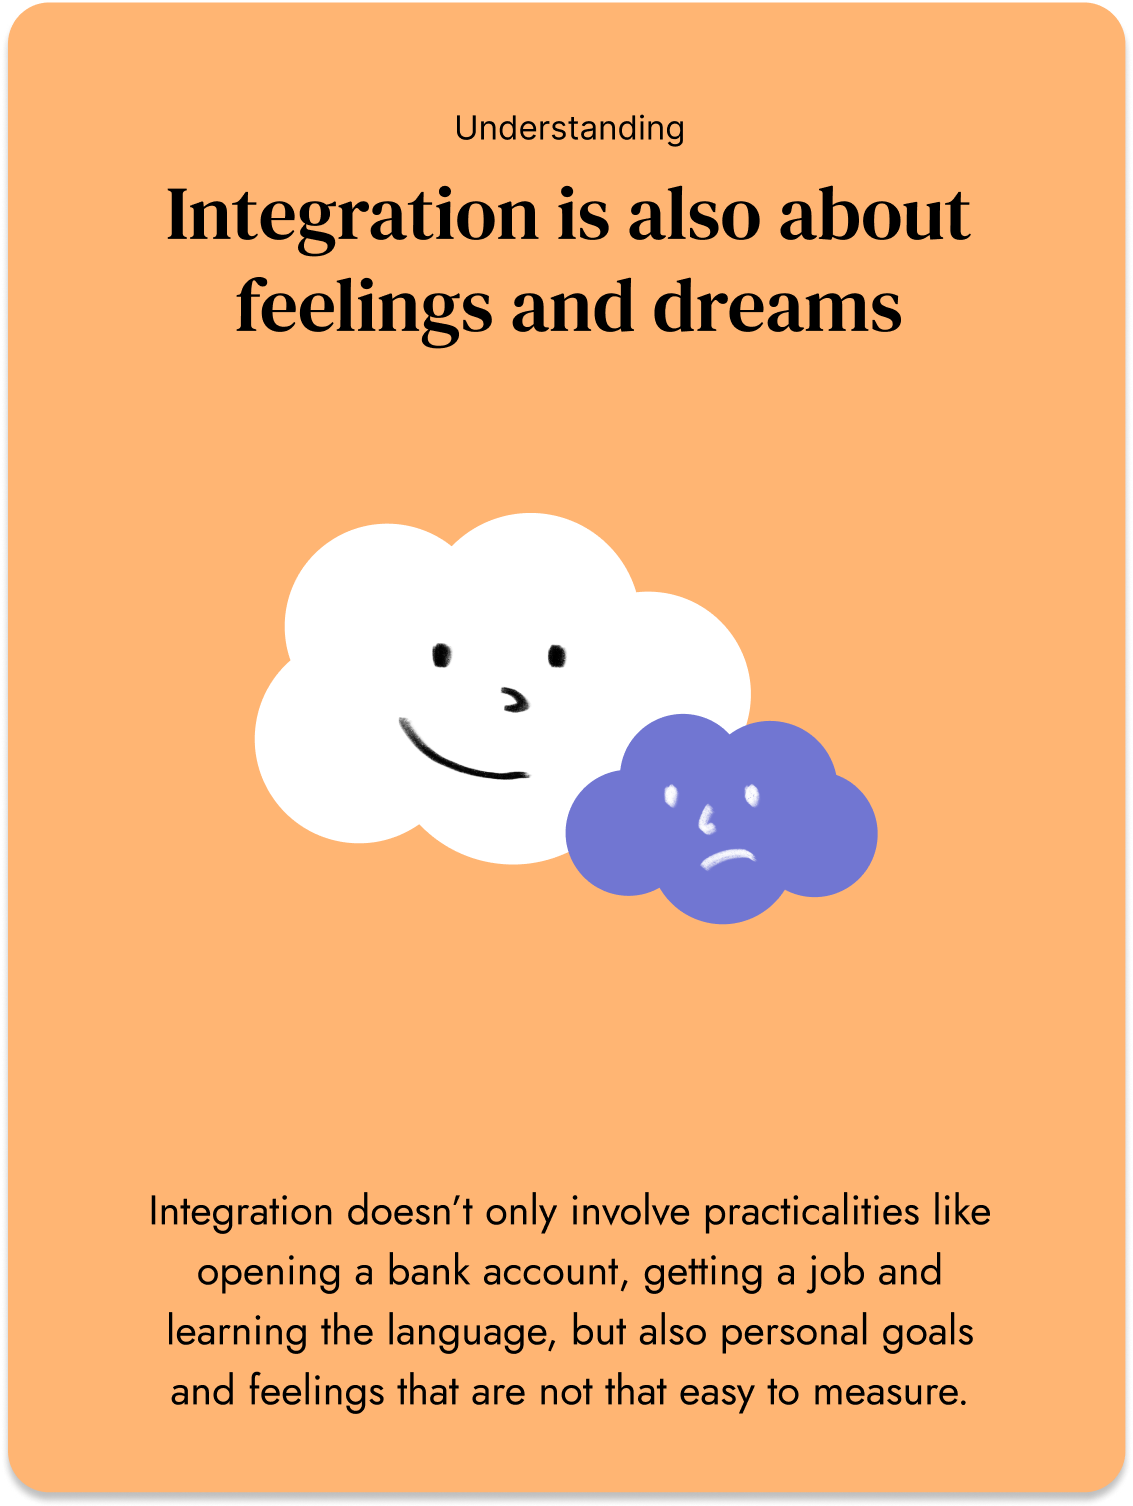 Understanding
Integration is also about
feelings and dreams
Integration doesn’t only involve practicalities like
opening a bank account, getting a job and
learning the language, but also personal goals
and feelings that are not that easy to measure.